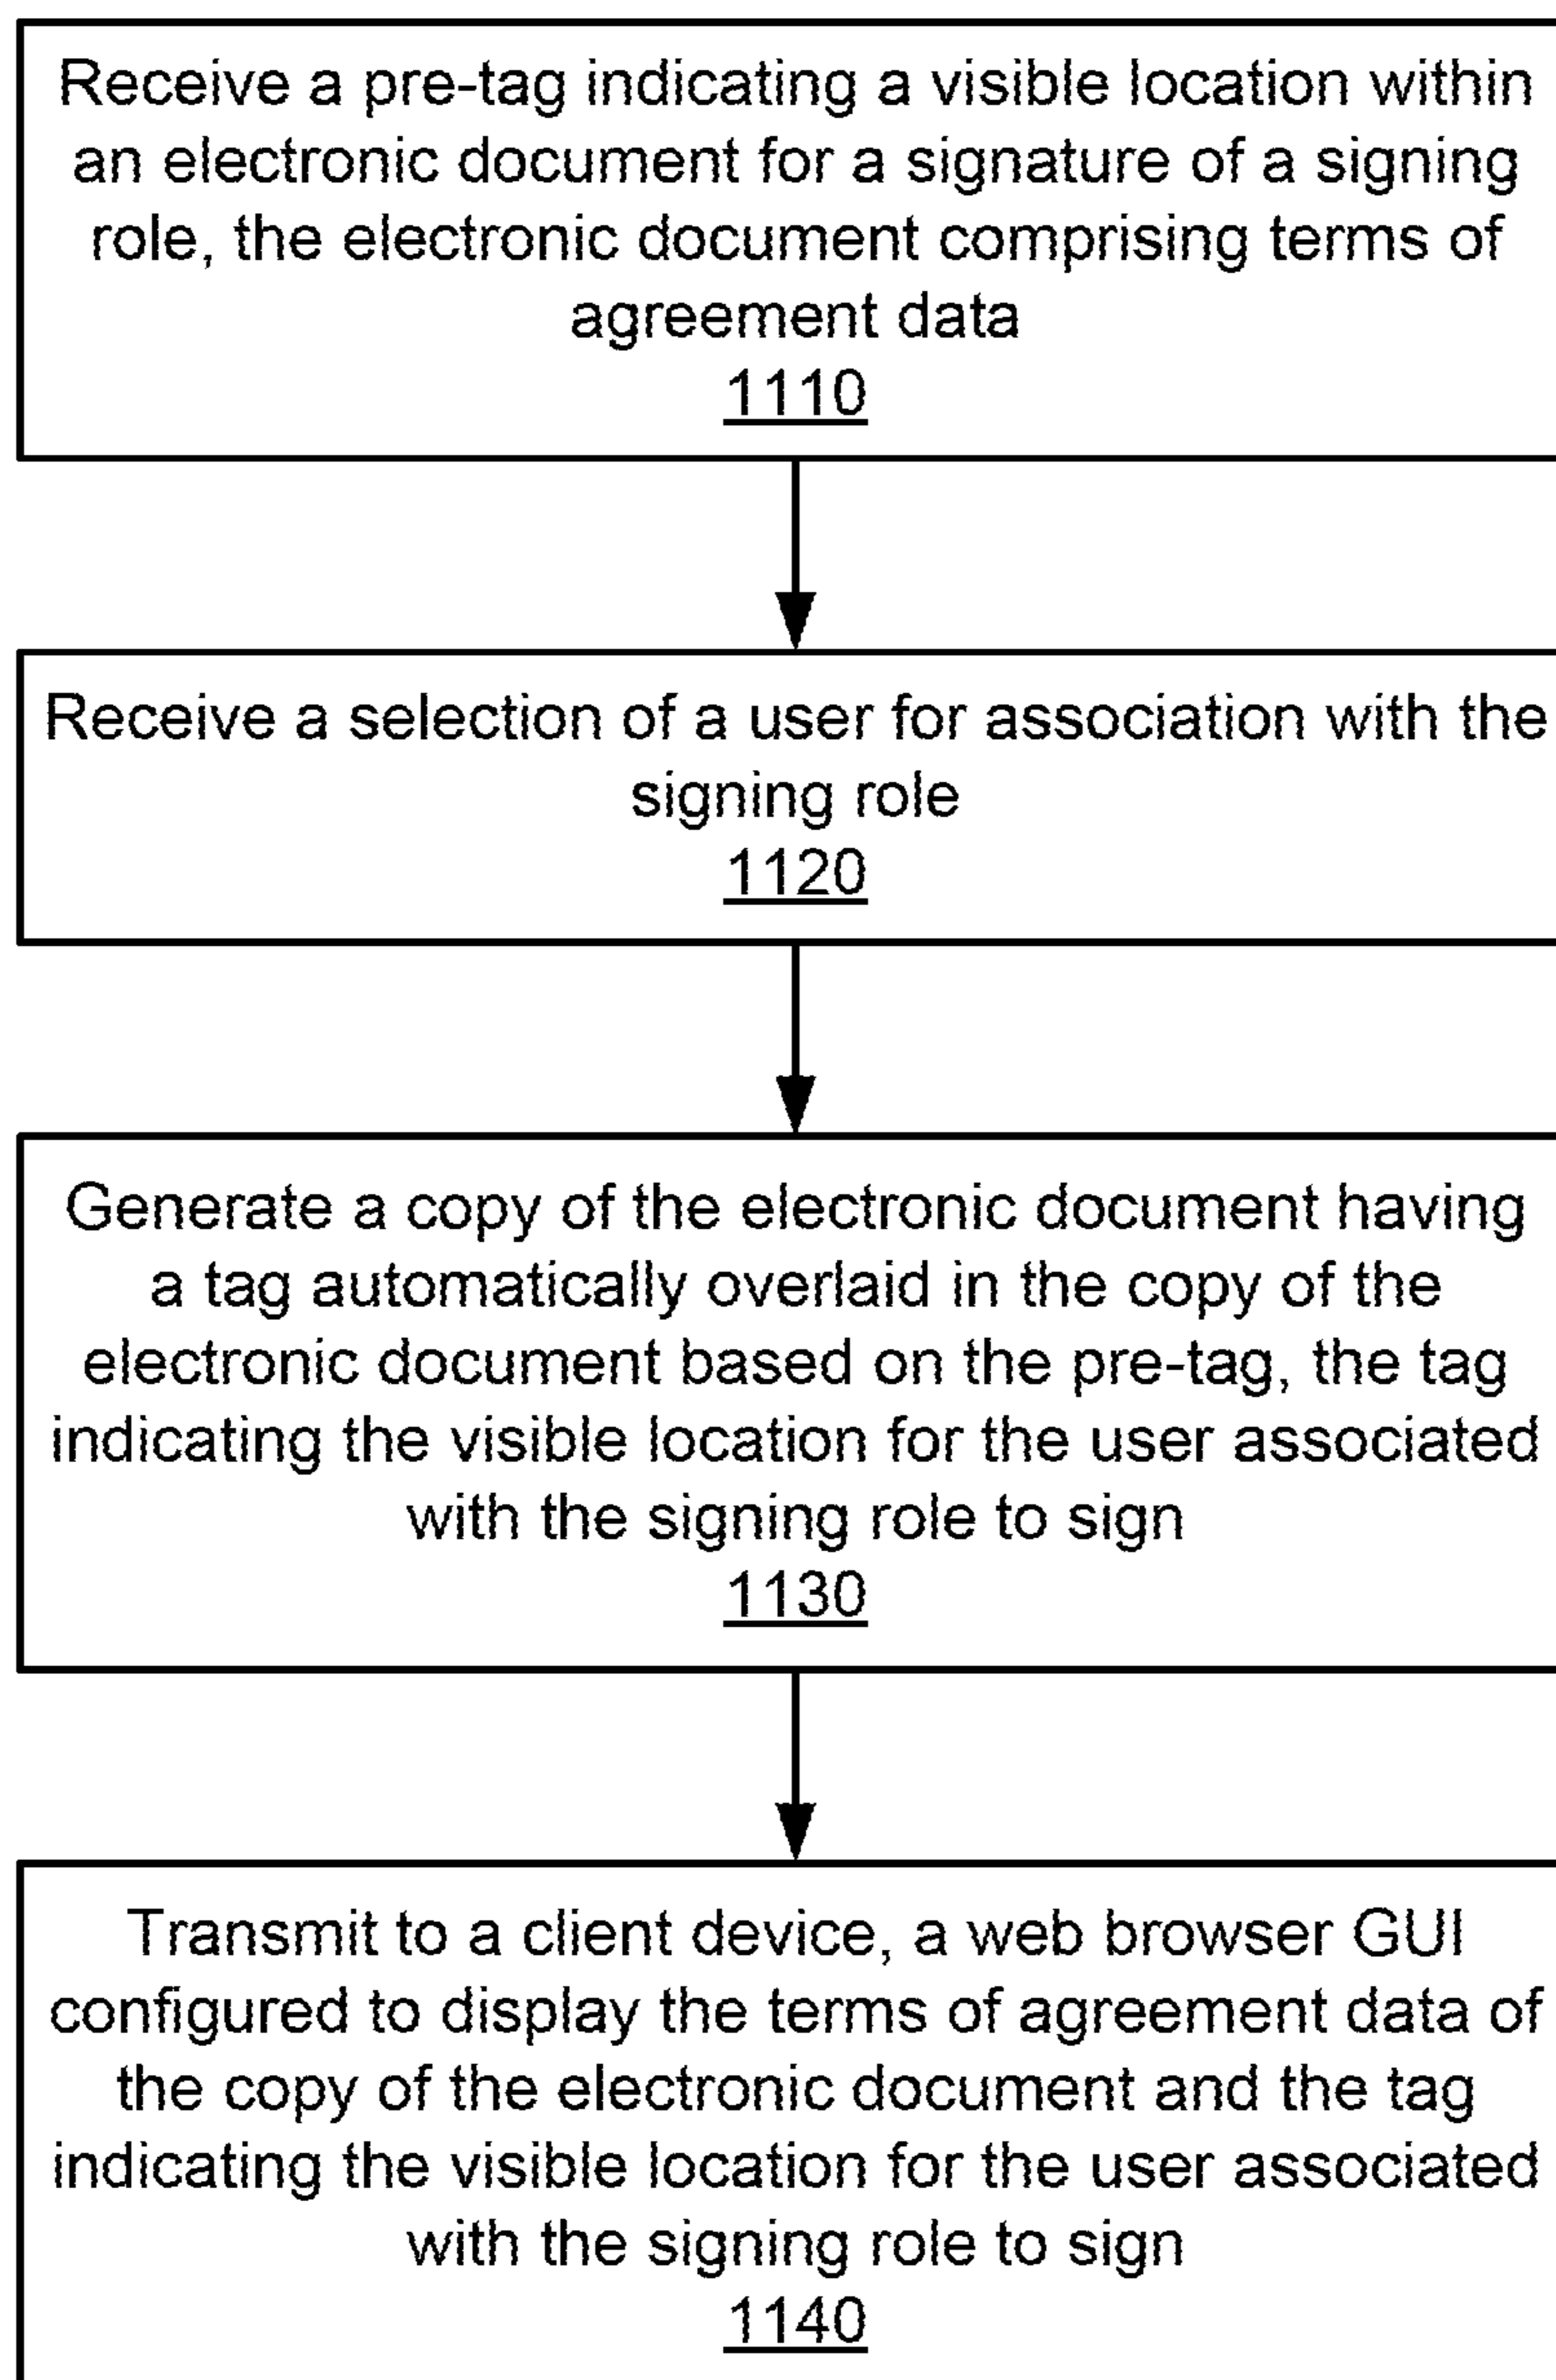 Receive a pre-tag indicating a visible location within
an electronic document for a signature of a signing
role, the electronic document comprising terms of
agreement data
1110
Receive a selection of a user for association with the
signing role
1120
Generate a copy of the electronic document having
a tag automatically overlaid in the copy of the
electronic document based on the pre-tag, the tag
indicating the visible location for the user associated
with the signing role to sign
1130
Transmit to a client device, a web browser GUI
configured to display the terms of agreement data of
the copy of the electronic document and the tag
indicating the visible location for the user associated
with the signing role to sign
1140